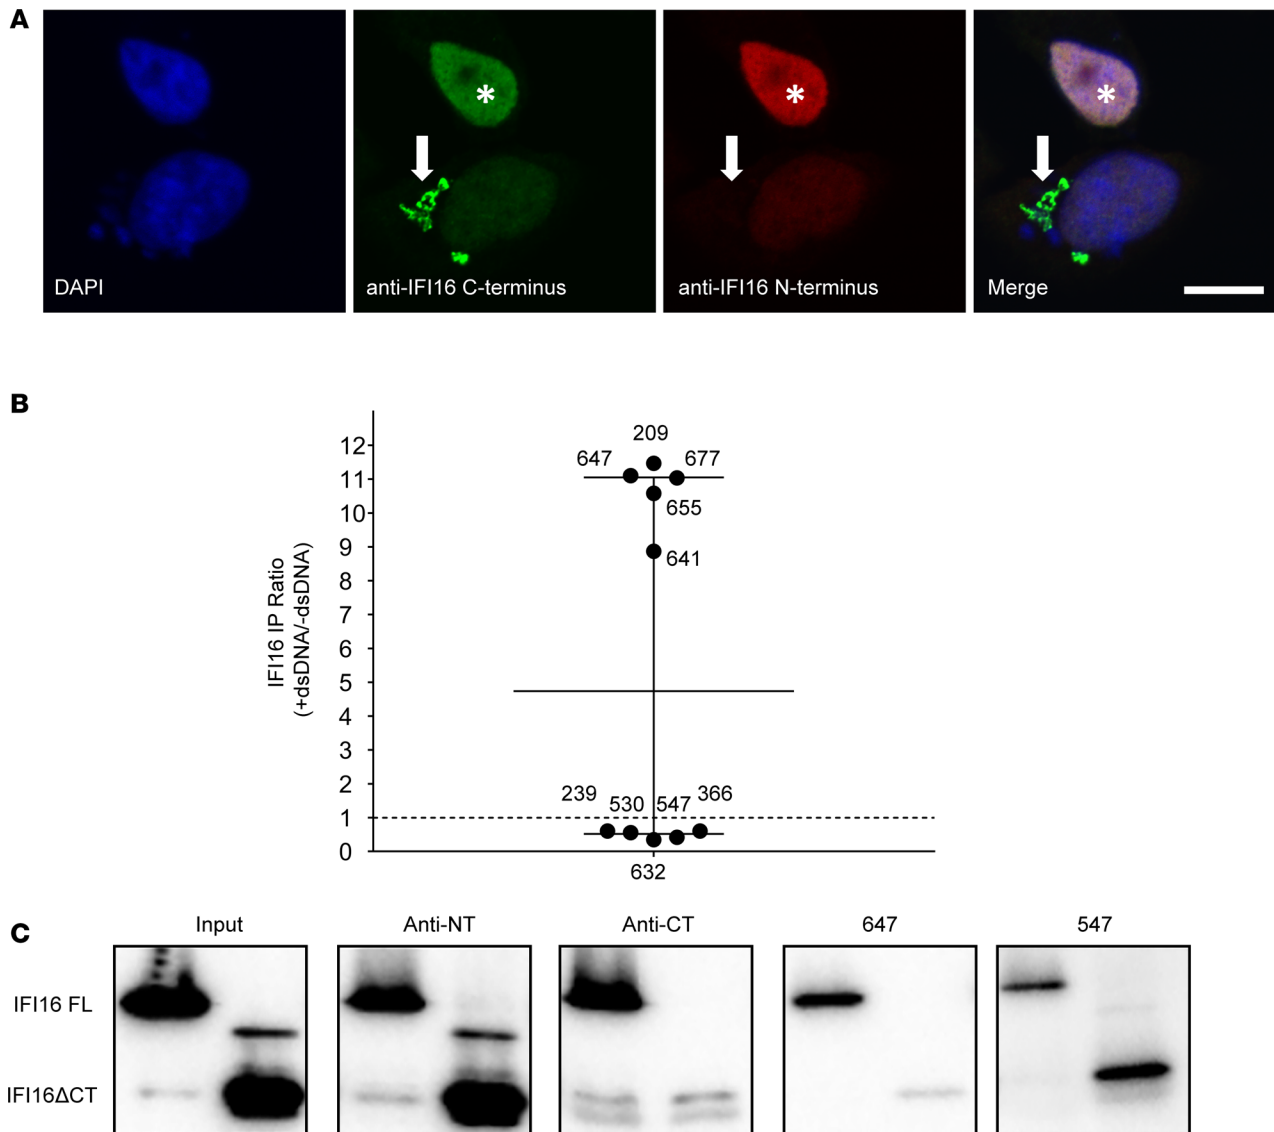 A
DAPI
anti-IFI16 C-terminus
anti-IFI16 N-terminus
Merge
*
*
*
B
IFI16 IP Ratio
(+dsDNA/-dsDNA)
12
11
10
9
8
7
6
5
4
3
2
1
0
209
647
677
655
641
239
530
547
366
632
C
Input
Anti-NT
Anti-CT
647
547
IFI16 FL
IFI16ΔCT